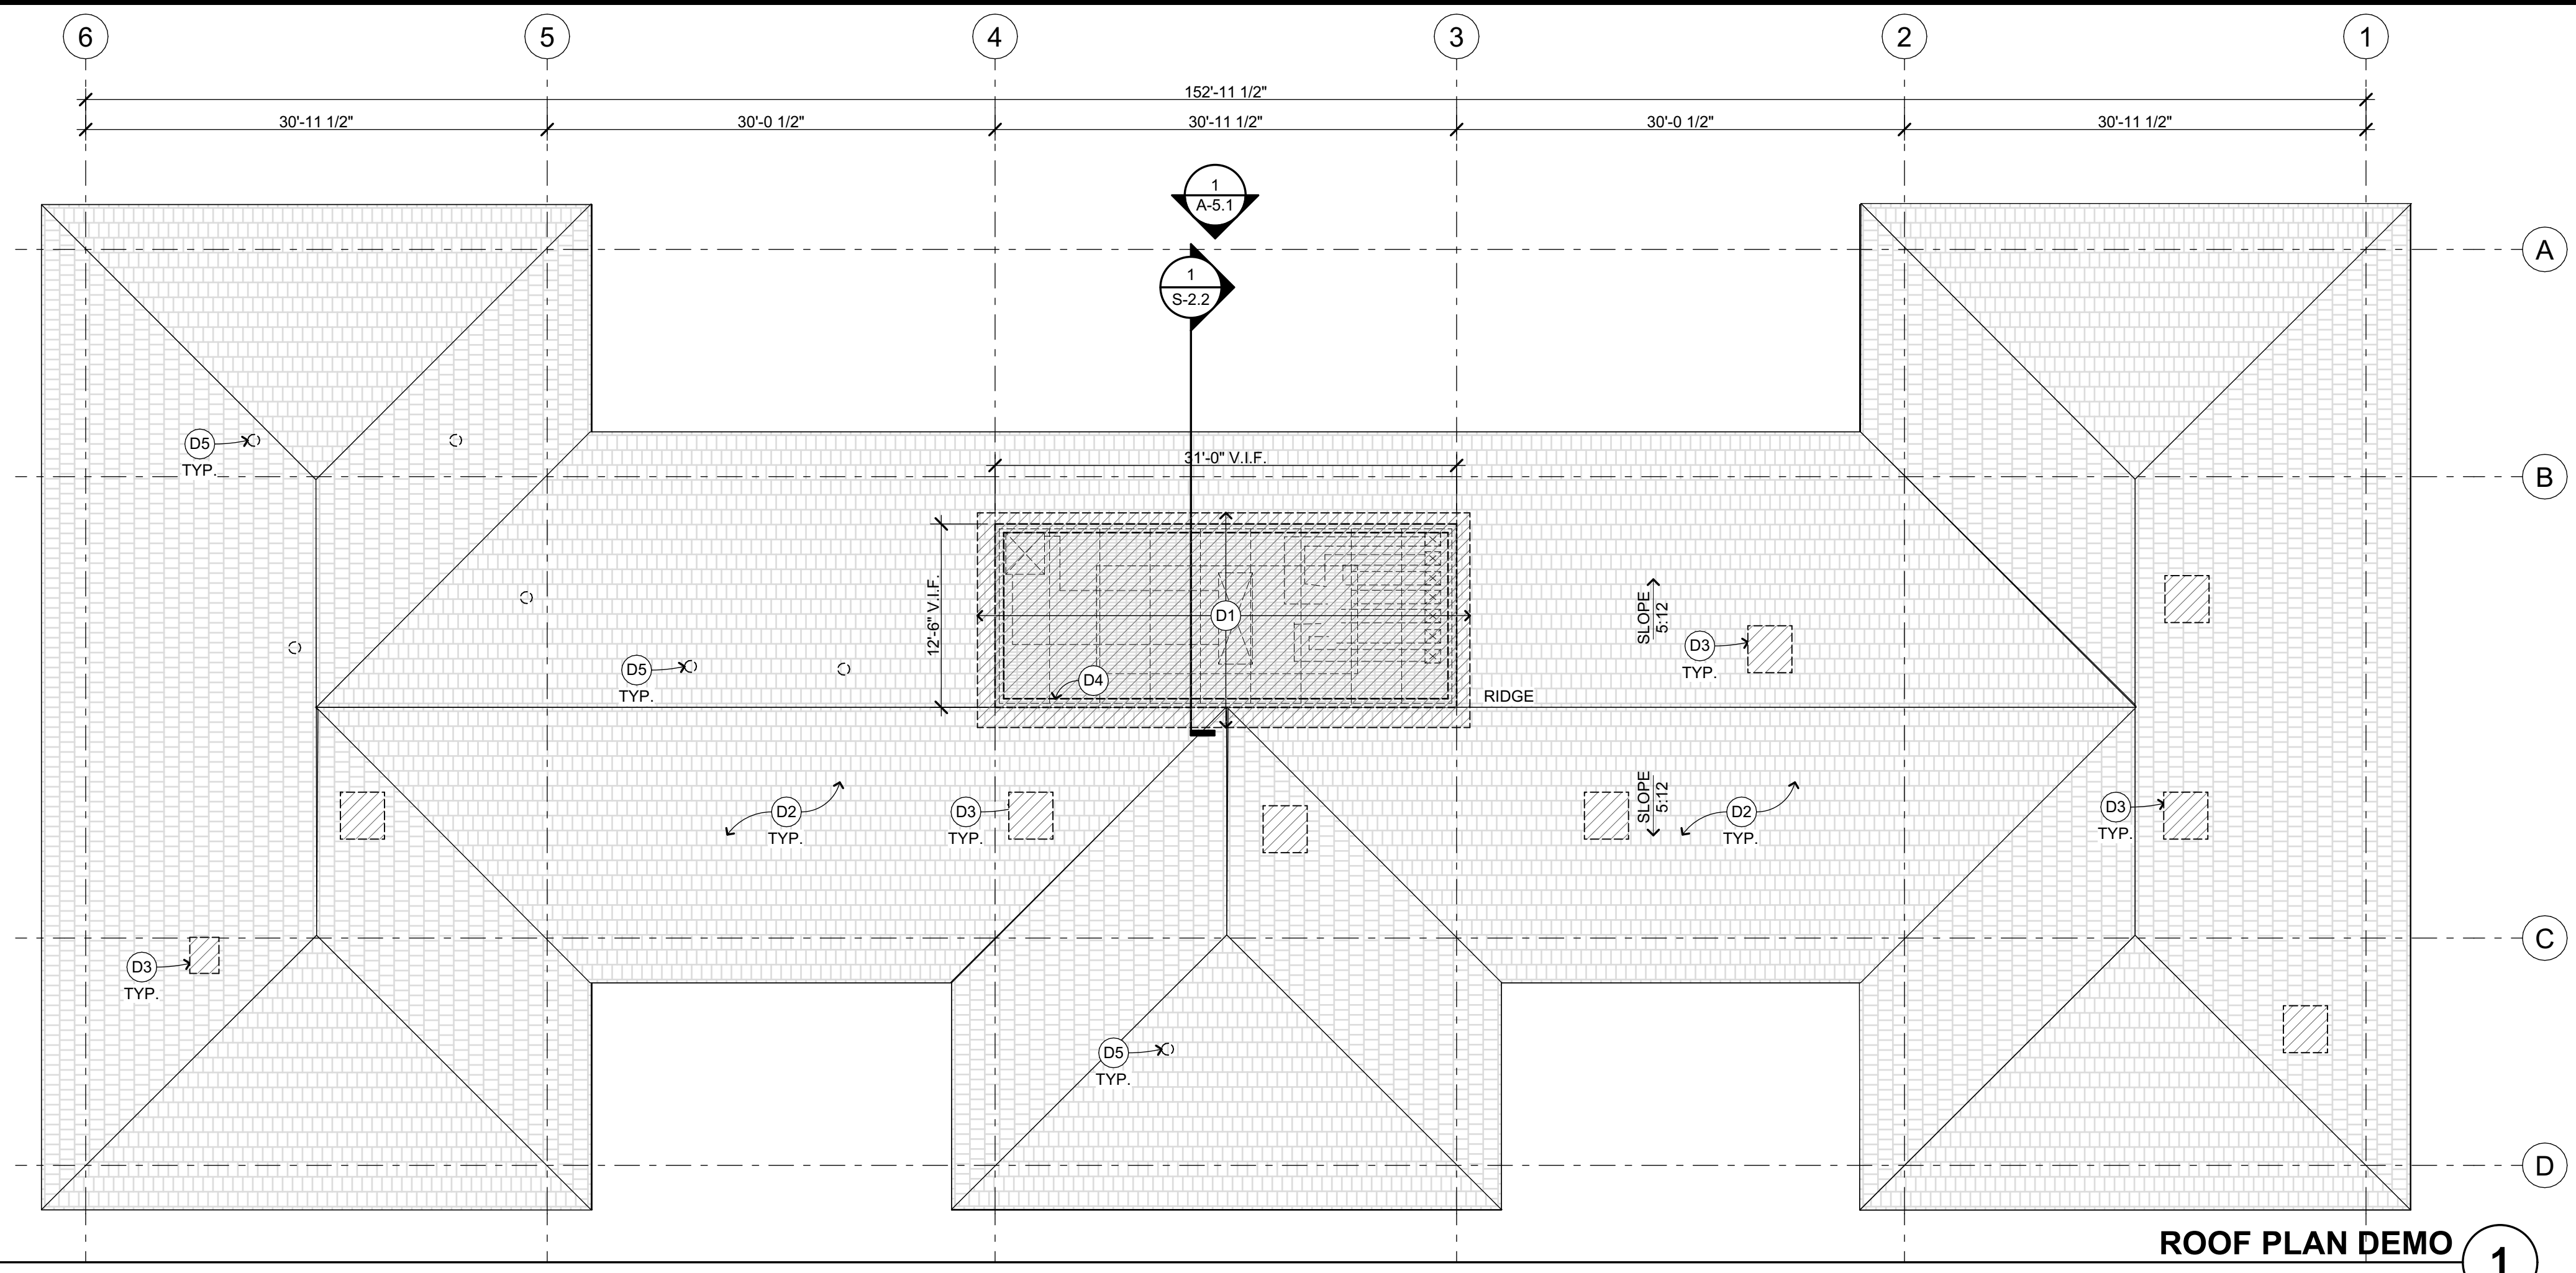 6
5
4
3
2
1
152'-11 1/2"
30'-11 1/2"
30'-0 1/2"
30'-11 1/2"
30'-0 1/2"
30'-11 1/2"
1
A-5.1
A
1
S-2.2
D5
TYP.
31'-0" V.I.F.
B
12'-6" V.I.F.
D1
SLOPE
5:12
D3
TYP.
D5
TYP.
D4
RIDGE
D2
TYP.
D3
TYP.
SLOPE
5:12
D2
TYP.
D3
TYP.
C
D3
TYP.
D5
TYP.
D
ROOF PLAN DEMO
1